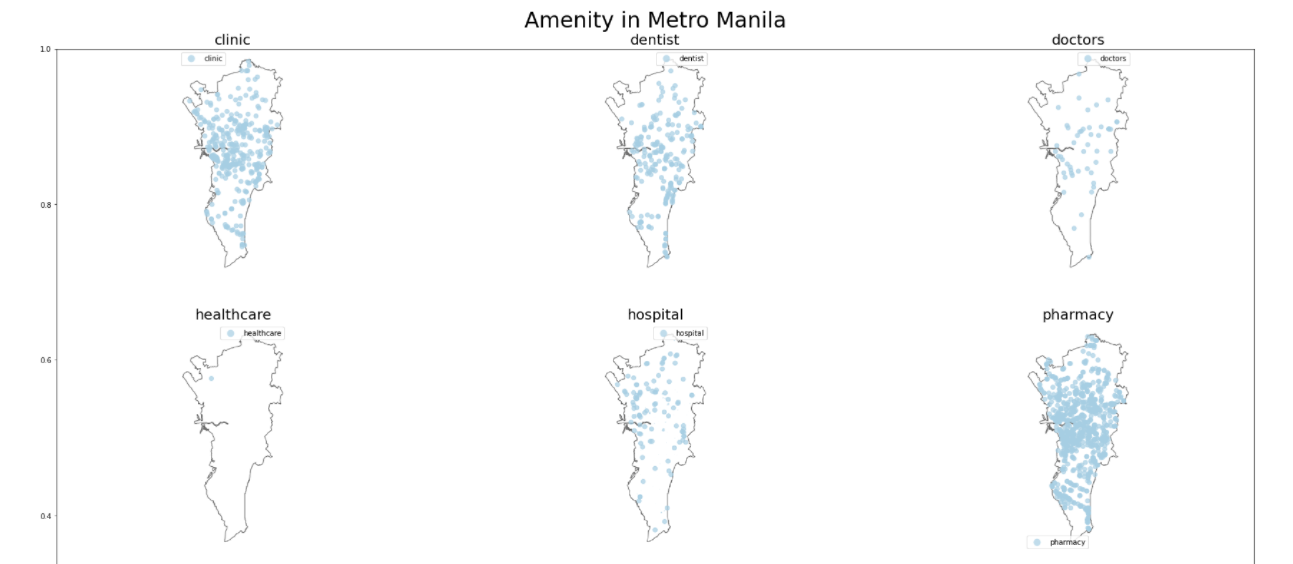 Amenity in Metro Manila
clinic
dentist
doctors
1.0
clinic
dentist
doctors
0.8
healthcare
hospital
pharmacy
healthcare
hospital
0.6
0.4
pharmacy